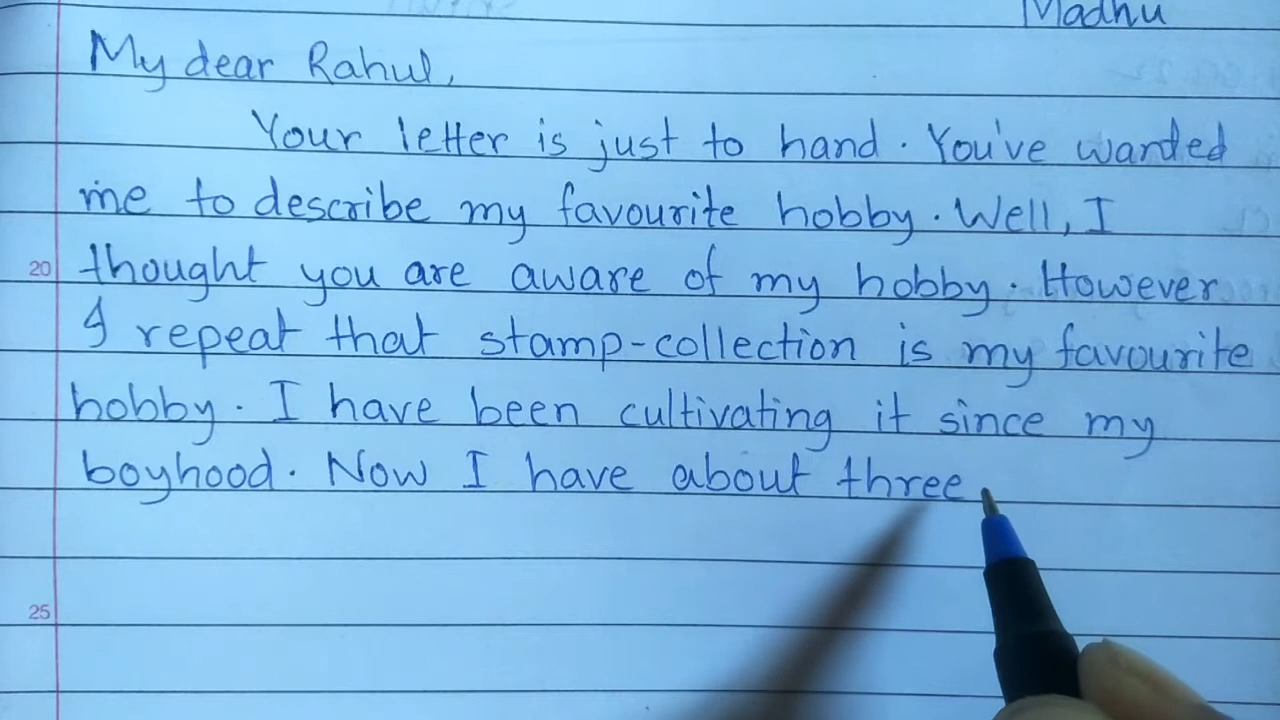 Madhu
My dear Rahul,
Your letter is just to hand. You've wanted
me to describe my favourite hobby. Well, I
20 thought you are aware of my hobby. However
I repeat that stamp-collection is my favourite
hobby. I have been cultivating it since my
boyhood. Now I have about three
25